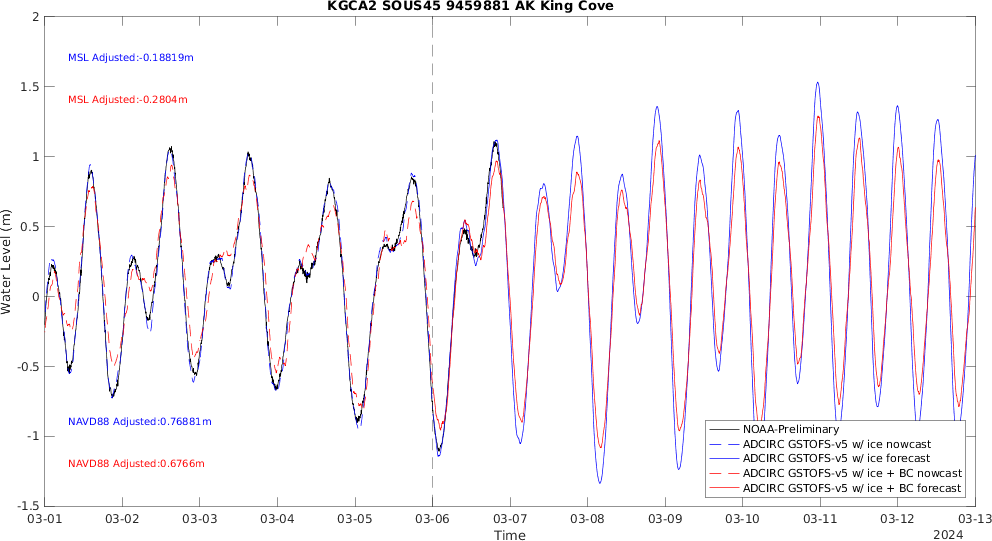 KGCA2 SOUS45 9459881 AK King Cove
2
1.5
1
0.5
0
-0.5
-1
-1.5
Water Level (m)
MSL Adjusted:-0.18819m
MSL Adjusted:-0.2804m
NAVD88 Adjusted:0.76881m
NAVD88 Adjusted:0.6766m
NOAA-Preliminary
ADCIRC GSTOFS-v5 w/ ice nowcast
ADCIRC GSTOFS-v5 w/ ice forecast
ADCIRC GSTOFS-v5 w/ ice + BC nowcast
ADCIRC GSTOFS-v5 w/ ice + BC forecast
03-01 03-02 03-03 03-04 03-05 03-06 03-07 03-08 03-09 03-10 03-11 03-12 03-13
Time
2024